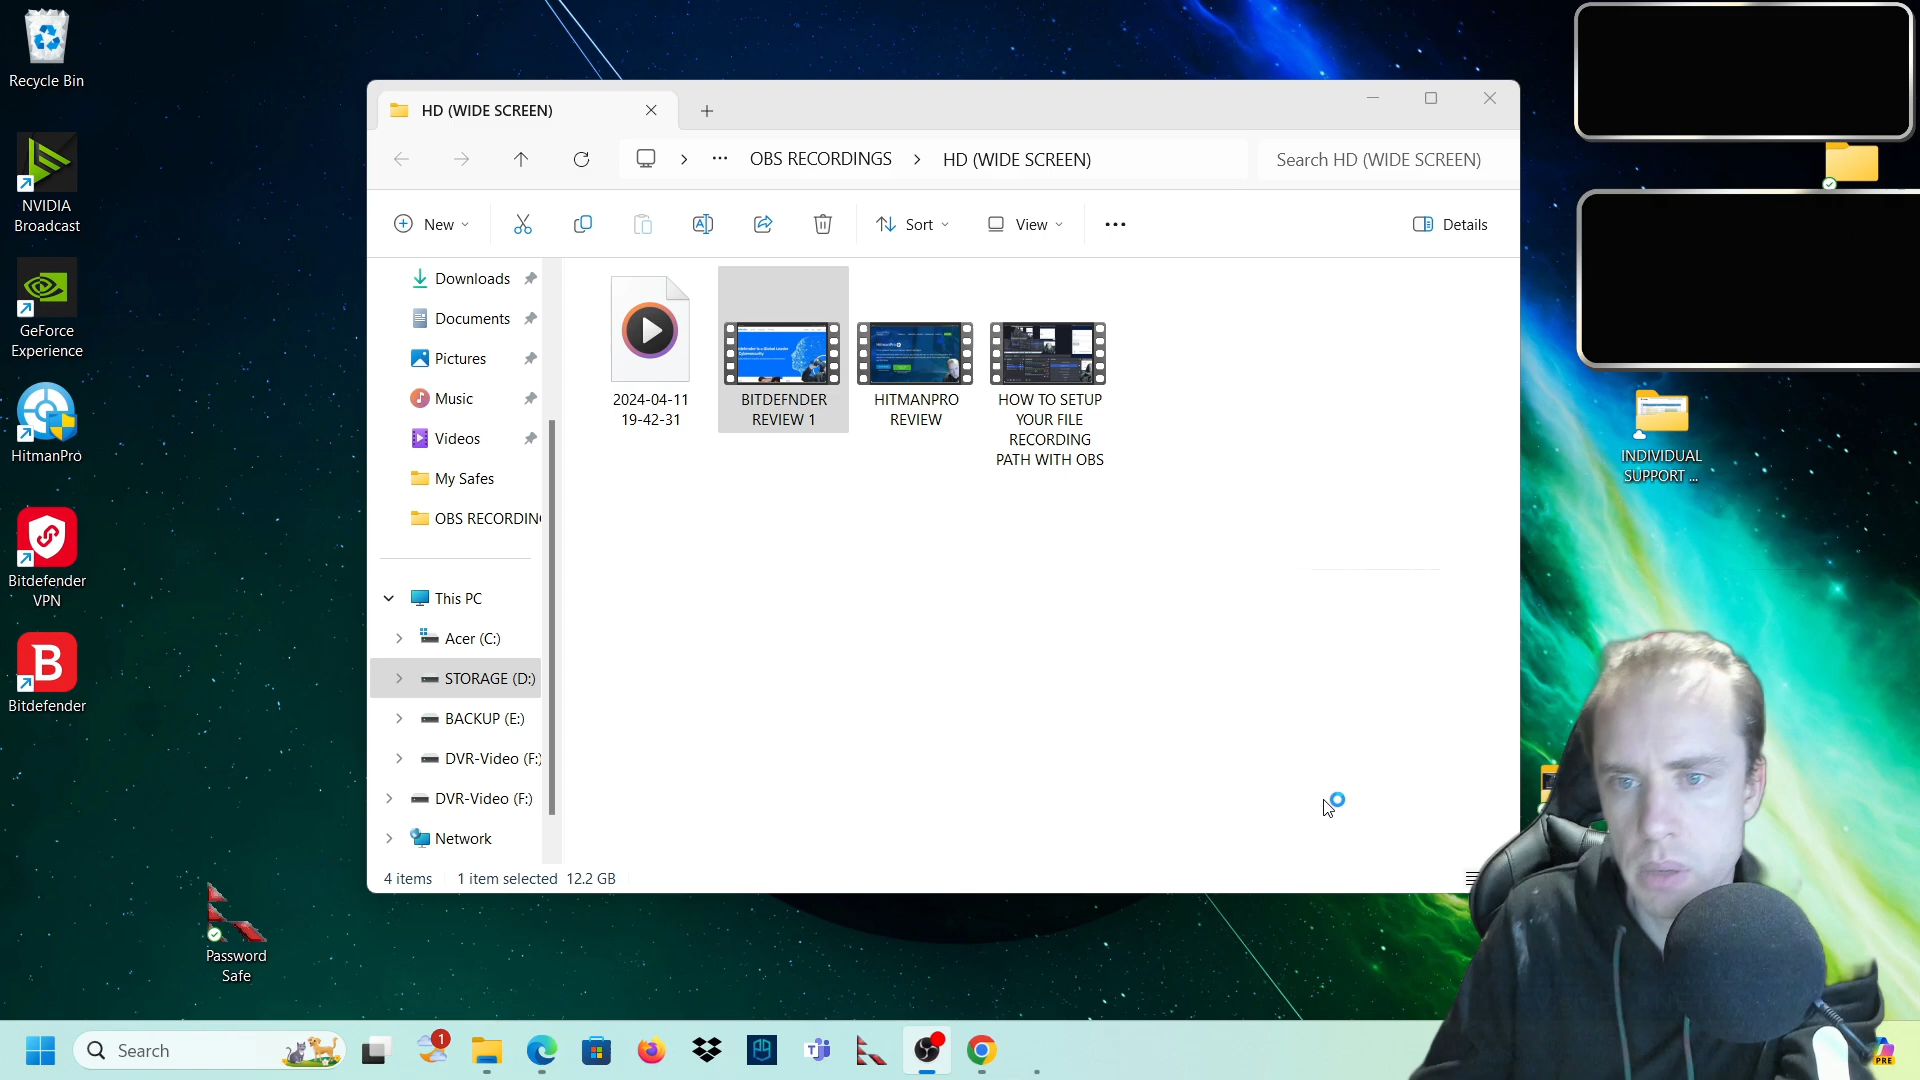 Recycle Bin
NVIDIA
Broadcast
GeForce
Experience
HitmanPro
Bitdefender
VPN
Bitdefender
Password
Safe
HD (WIDE SCREEN)
OBS RECORDINGS
HD (WIDE SCREEN)
Search HD (WIDE SCREEN)
New
Sort
View
Details
Downloads
Documents
Pictures
Music
Videos
My Safes
OBS RECORDIN
This PC
Acer (C:)
STORAGE (D:)
BACKUP (E:)
DVR-Video (F:)
DVR-Video (F:)
Network
2024-04-11
19-42-31
BITDEFNDER
REVIEW 1
HITMANPRO
REVIEW
HOW TO SETUP
YOUR FILE
RECORDING
PATH WITH OBS
4 items
1 item selected 12.2 GB
INDIVIDUAL
SUPPORT ...
Search
1
PRE